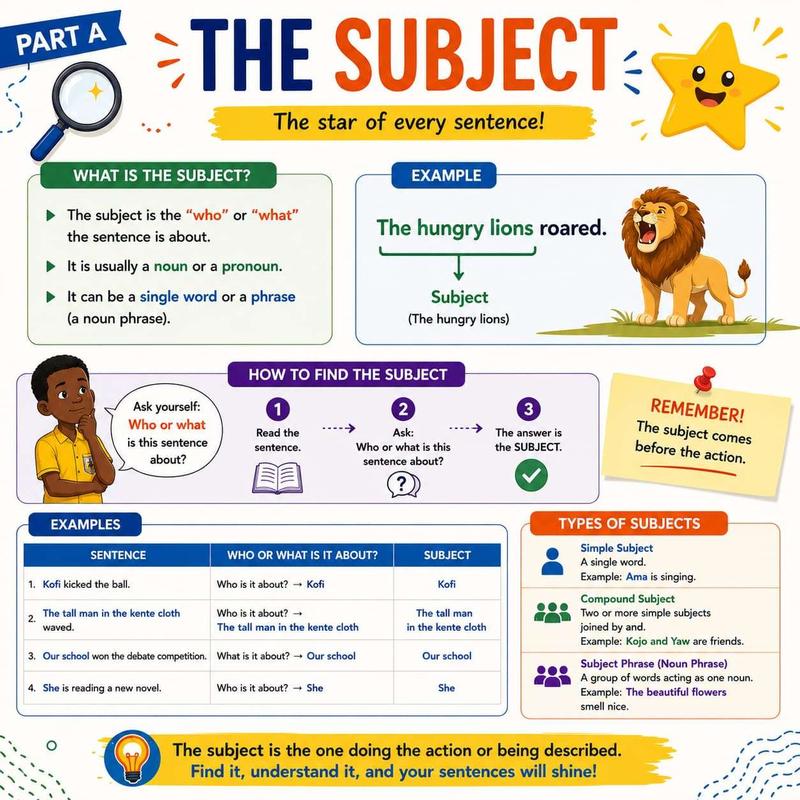 PART A
THE SUBJECT
The star of every sentence!
WHAT IS THE SUBJECT?
The subject is the “who” or “what”
the sentence is about.
It is usually a noun or a pronoun.
It can be a single word or a phrase
(a noun phrase).
EXAMPLE
The hungry lions roared.
Subject
(The hungry lions)
HOW TO FIND THE SUBJECT
Ask yourself:
Who or what
is this sentence
about?
1
Read the
sentence.
2
Ask:
Who or what is this
sentence about?
?
3
The answer is
the SUBJECT.
REMEMBER!
The subject comes
before the action.
EXAMPLES
SENTENCE WHO OR WHAT IS IT ABOUT? SUBJECT
1. Kofi kicked the ball. Who is it about? → Kofi Kofi
2. The tall man in the kente cloth
waved.
Who is it about? →
The tall man in the kente cloth
The tall man
in the kente cloth
3. Our school won the debate competition. What is it about? → Our school Our school
4. She is reading a new novel. Who is it about? → She She
TYPES OF SUBJECTS
Simple Subject
A single word.
Example: Ama is singing.
Compound Subject
Two or more simple subjects
joined by and.
Example: Kojo and Yaw are friends.
Subject Phrase (Noun Phrase)
A group of words acting as one noun.
Example: The beautiful flowers
smell nice.
The subject is the one doing the action or being described.
Find it, understand it, and your sentences will shine!